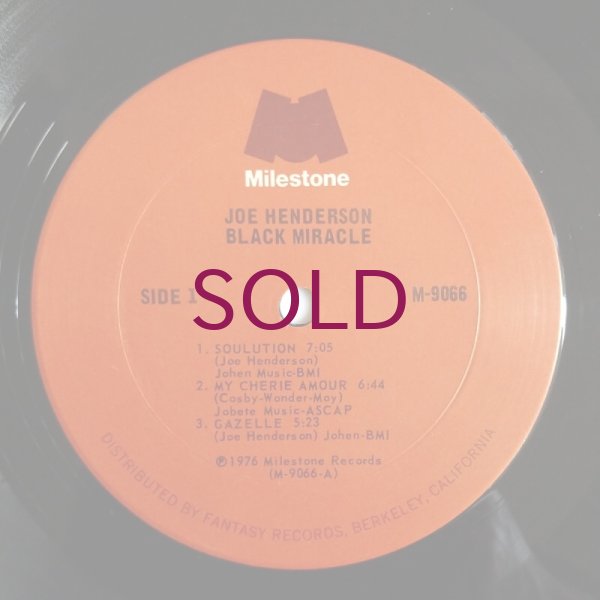 Milestone
JOE HENDERSON
BLACK MIRACLE
SIDE 1
SOLD
M-9066
1. SOULUTION 7:05
(Joe Henderson)
Johen Music-BMI
2. MY CHERIE AMOUR 6:44
(Cosby-Wonder-Moy)
Jobete Music-ASCAP
3. GAZELLE 5:23
(Joe Henderson) Johen-BMI
℗1976 Milestone Records
(M-9066-A)
DISTRIBUTED BY FANTASY RECORDS, BERKELEY, CALIFORNIA